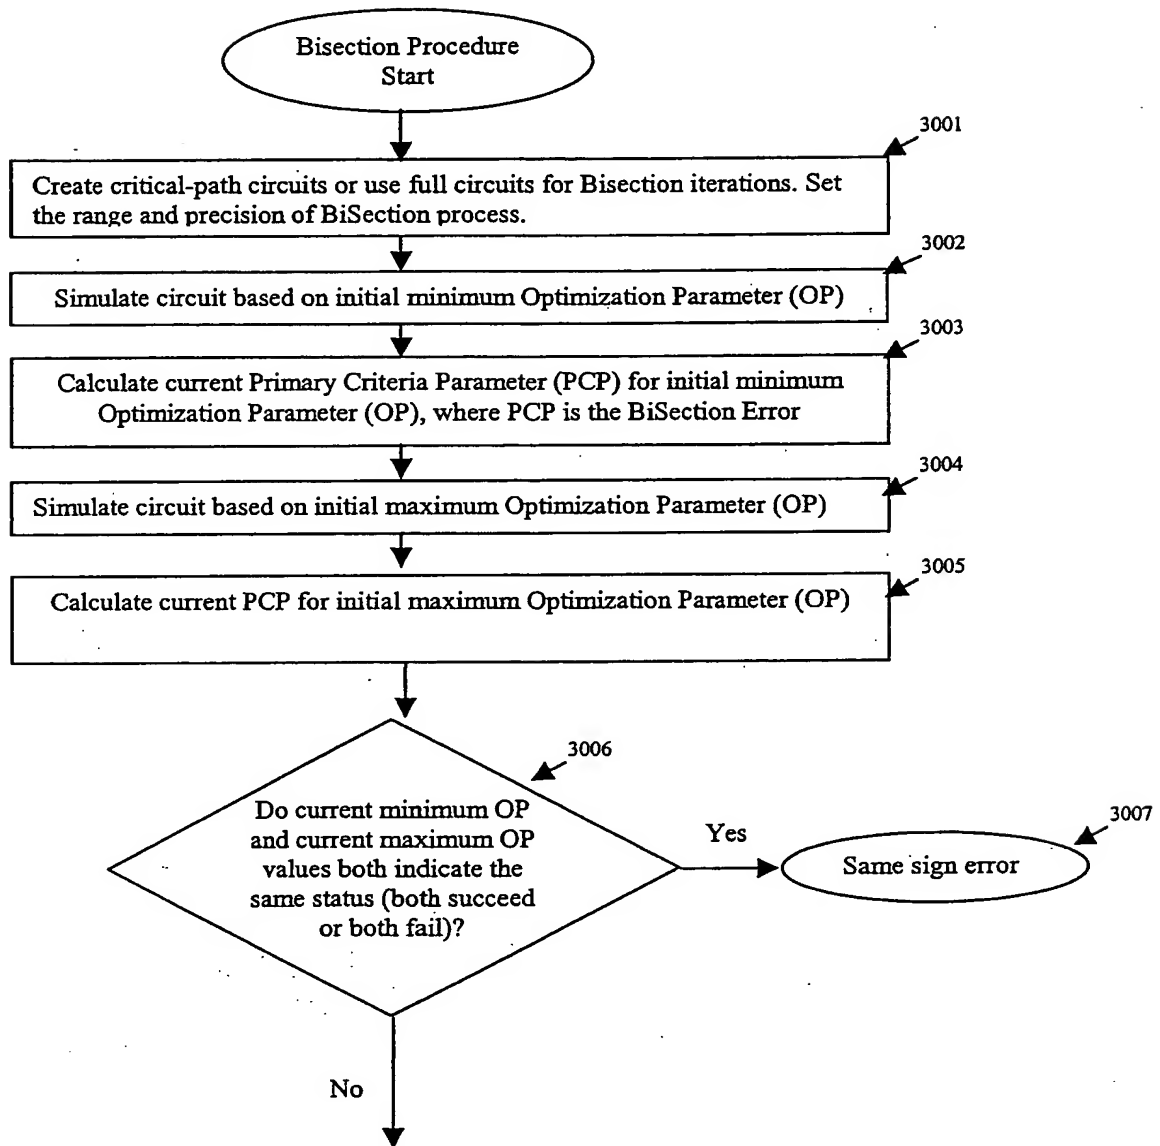 Bisection Procedure
Start
3001
Create critical-path circuits or use full circuits for Bisection iterations. Set
the range and precision of BiSection process.
3002
Simulate circuit based on initial minimum Optimization Parameter (OP)
3003
Calculate current Primary Criteria Parameter (PCP) for initial minimum
Optimization Parameter (OP), where PCP is the BiSection Error
3004
Simulate circuit based on initial maximum Optimization Parameter (OP)
3005
Calculate current PCP for initial maximum Optimization Parameter (OP)
3006
Do current minimum OP
and current maximum OP
values both indicate the
same status (both succeed
or both fail)?
Yes
3007
Same sign error
No